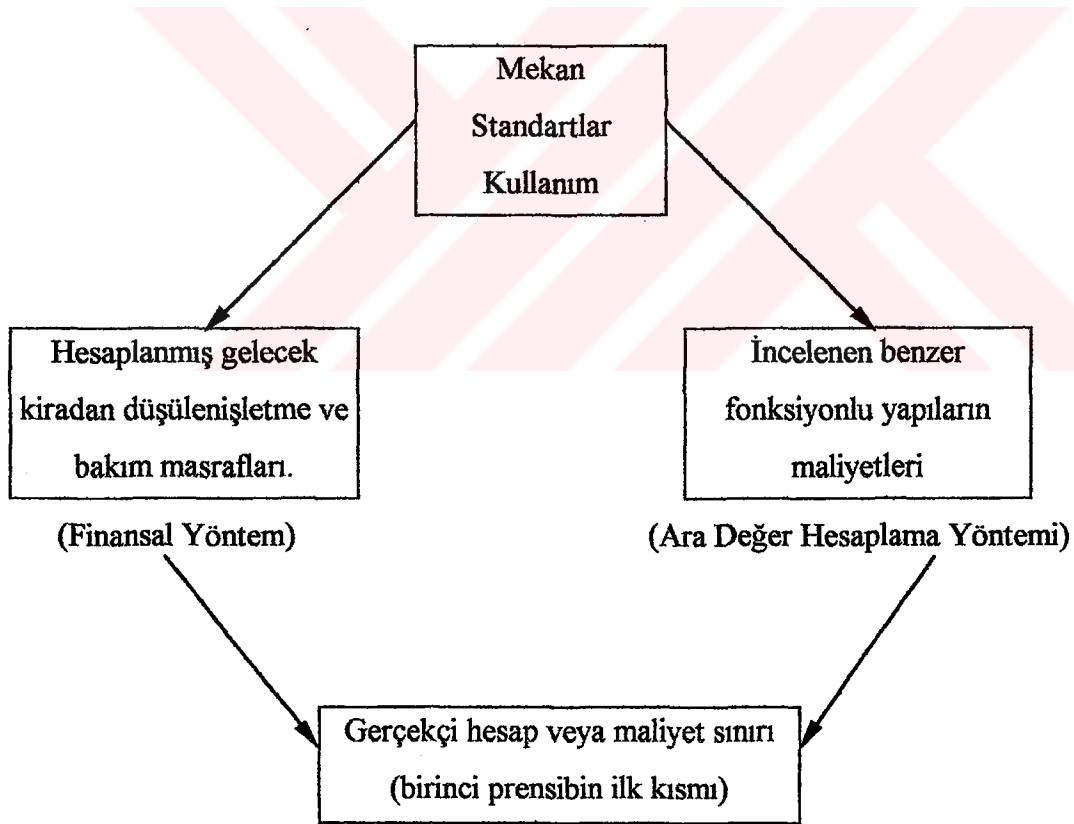 Mekan
Standartlar
Kullanım
Hesaplanmış gelecek
kiradan düşülenişletme ve
bakım masrafları.
(Finansal Yöntem)
İncelenen benzer
fonksiyonlu yapıların
maliyetleri
(Ara Değer Hesaplama Yöntemi)
Gerçekçi hesap veya maliyet sınırı
(birinci prensibin ilk kısmı)